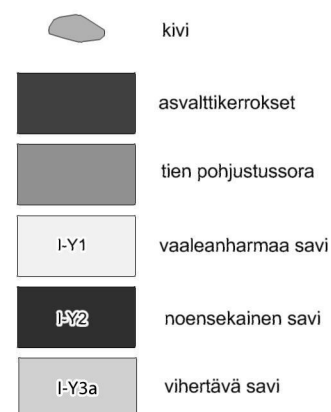 kivi
asvalttikerrokset
tien pohjustussora
I-Y1 vaaleanharmaa savi
I-Y2 noensekainen savi
I-Y3a vihertävä savi